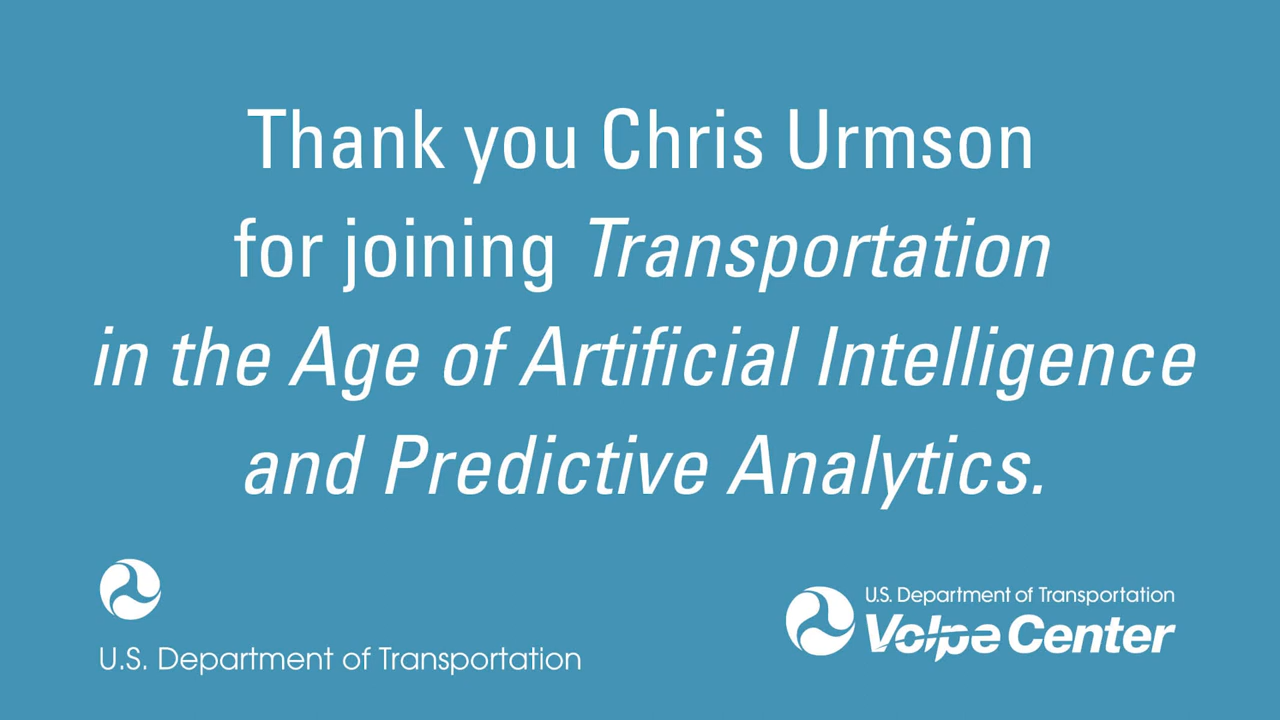 Thank you Chris Urmson
for joining Transportation
in the Age of Artificial Intelligence
and Predictive Analytics.
U.S. Department of Transportation
U.S. Department of Transportation
Volpe Center